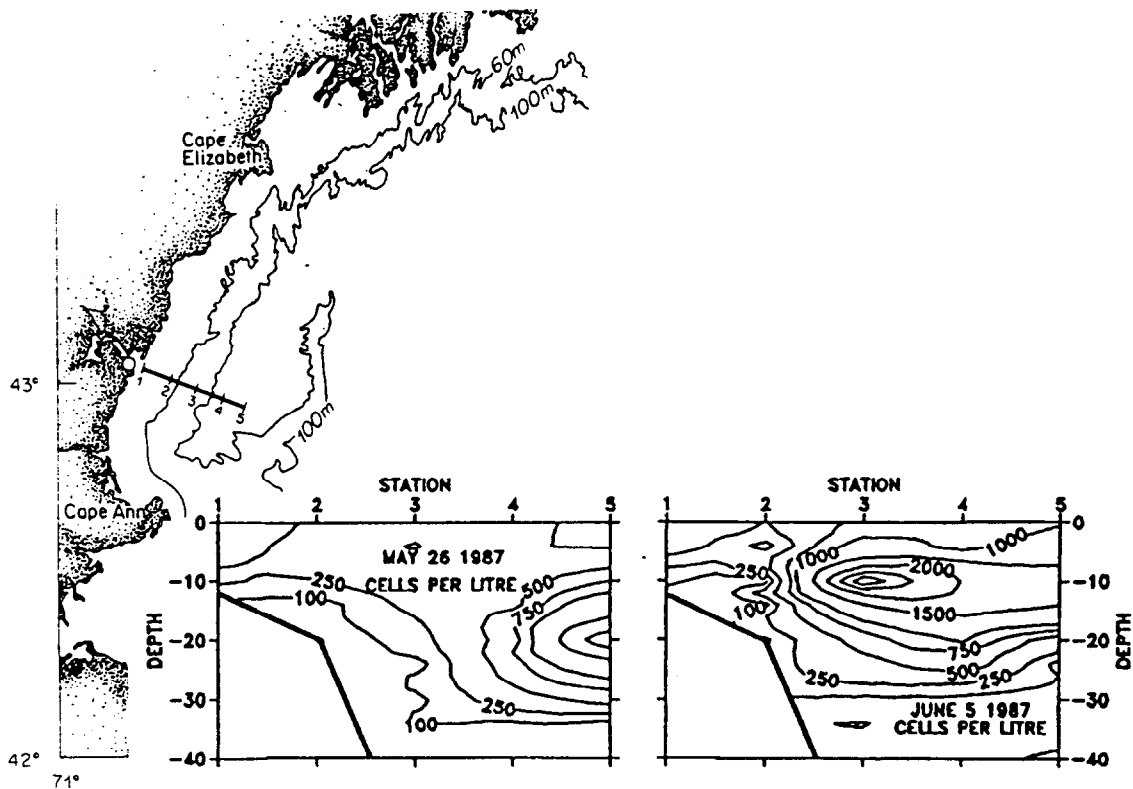 60m
100m
Cape
Elizabeth
43°
1 2 3 4 5
100m
Cape Ann
42°
71°
STATION
1 2 3 4 5
0
-10
-20
-30
-40
DEPTH
MAY 26 1987
CELLS PER LITRE
250
100
500
750
250
100
STATION
1 2 3 4 5
0
-10
-20
-30
-40
DEPTH
1000
1000
250
2000
100
1500
750
500
250
250
JUNE 5 1987
CELLS PER LITRE